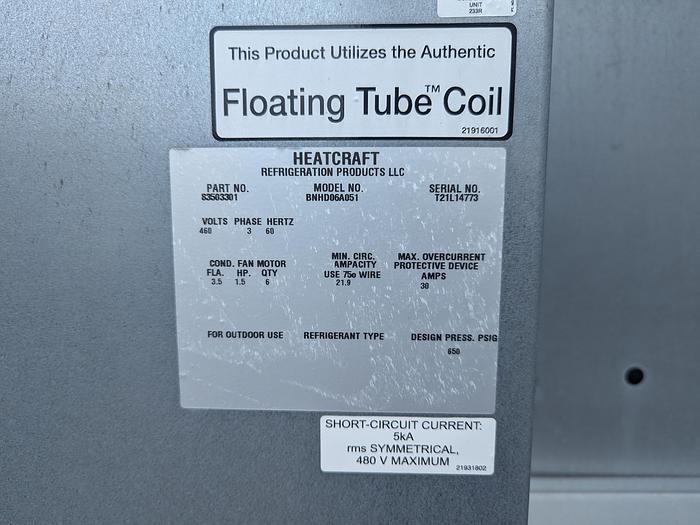 UNIT
233R
This Product Utilizes the Authentic
Floating Tube™ Coil
21916001
HEATCRAFT
REFRIGERATION PRODUCTS LLC
PART NO. MODEL NO. SERIAL NO.
83503301 BNHD06A051 T21L14773
VOLTS PHASE HERTZ
460 3 60
COND. FAN MOTOR
FLA. HP. QTY
3.5 1.5 6
MIN. CIRC.
AMPACITY
USE 75o WIRE
21.9
MAX. OVERCURRENT
PROTECTIVE DEVICE
AMPS
30
FOR OUTDOOR USE REFRIGERANT TYPE DESIGN PRESS. PSIG
650
SHORT-CIRCUIT CURRENT:
5kA
rms SYMMETRICAL,
480 V MAXIMUM
21931802